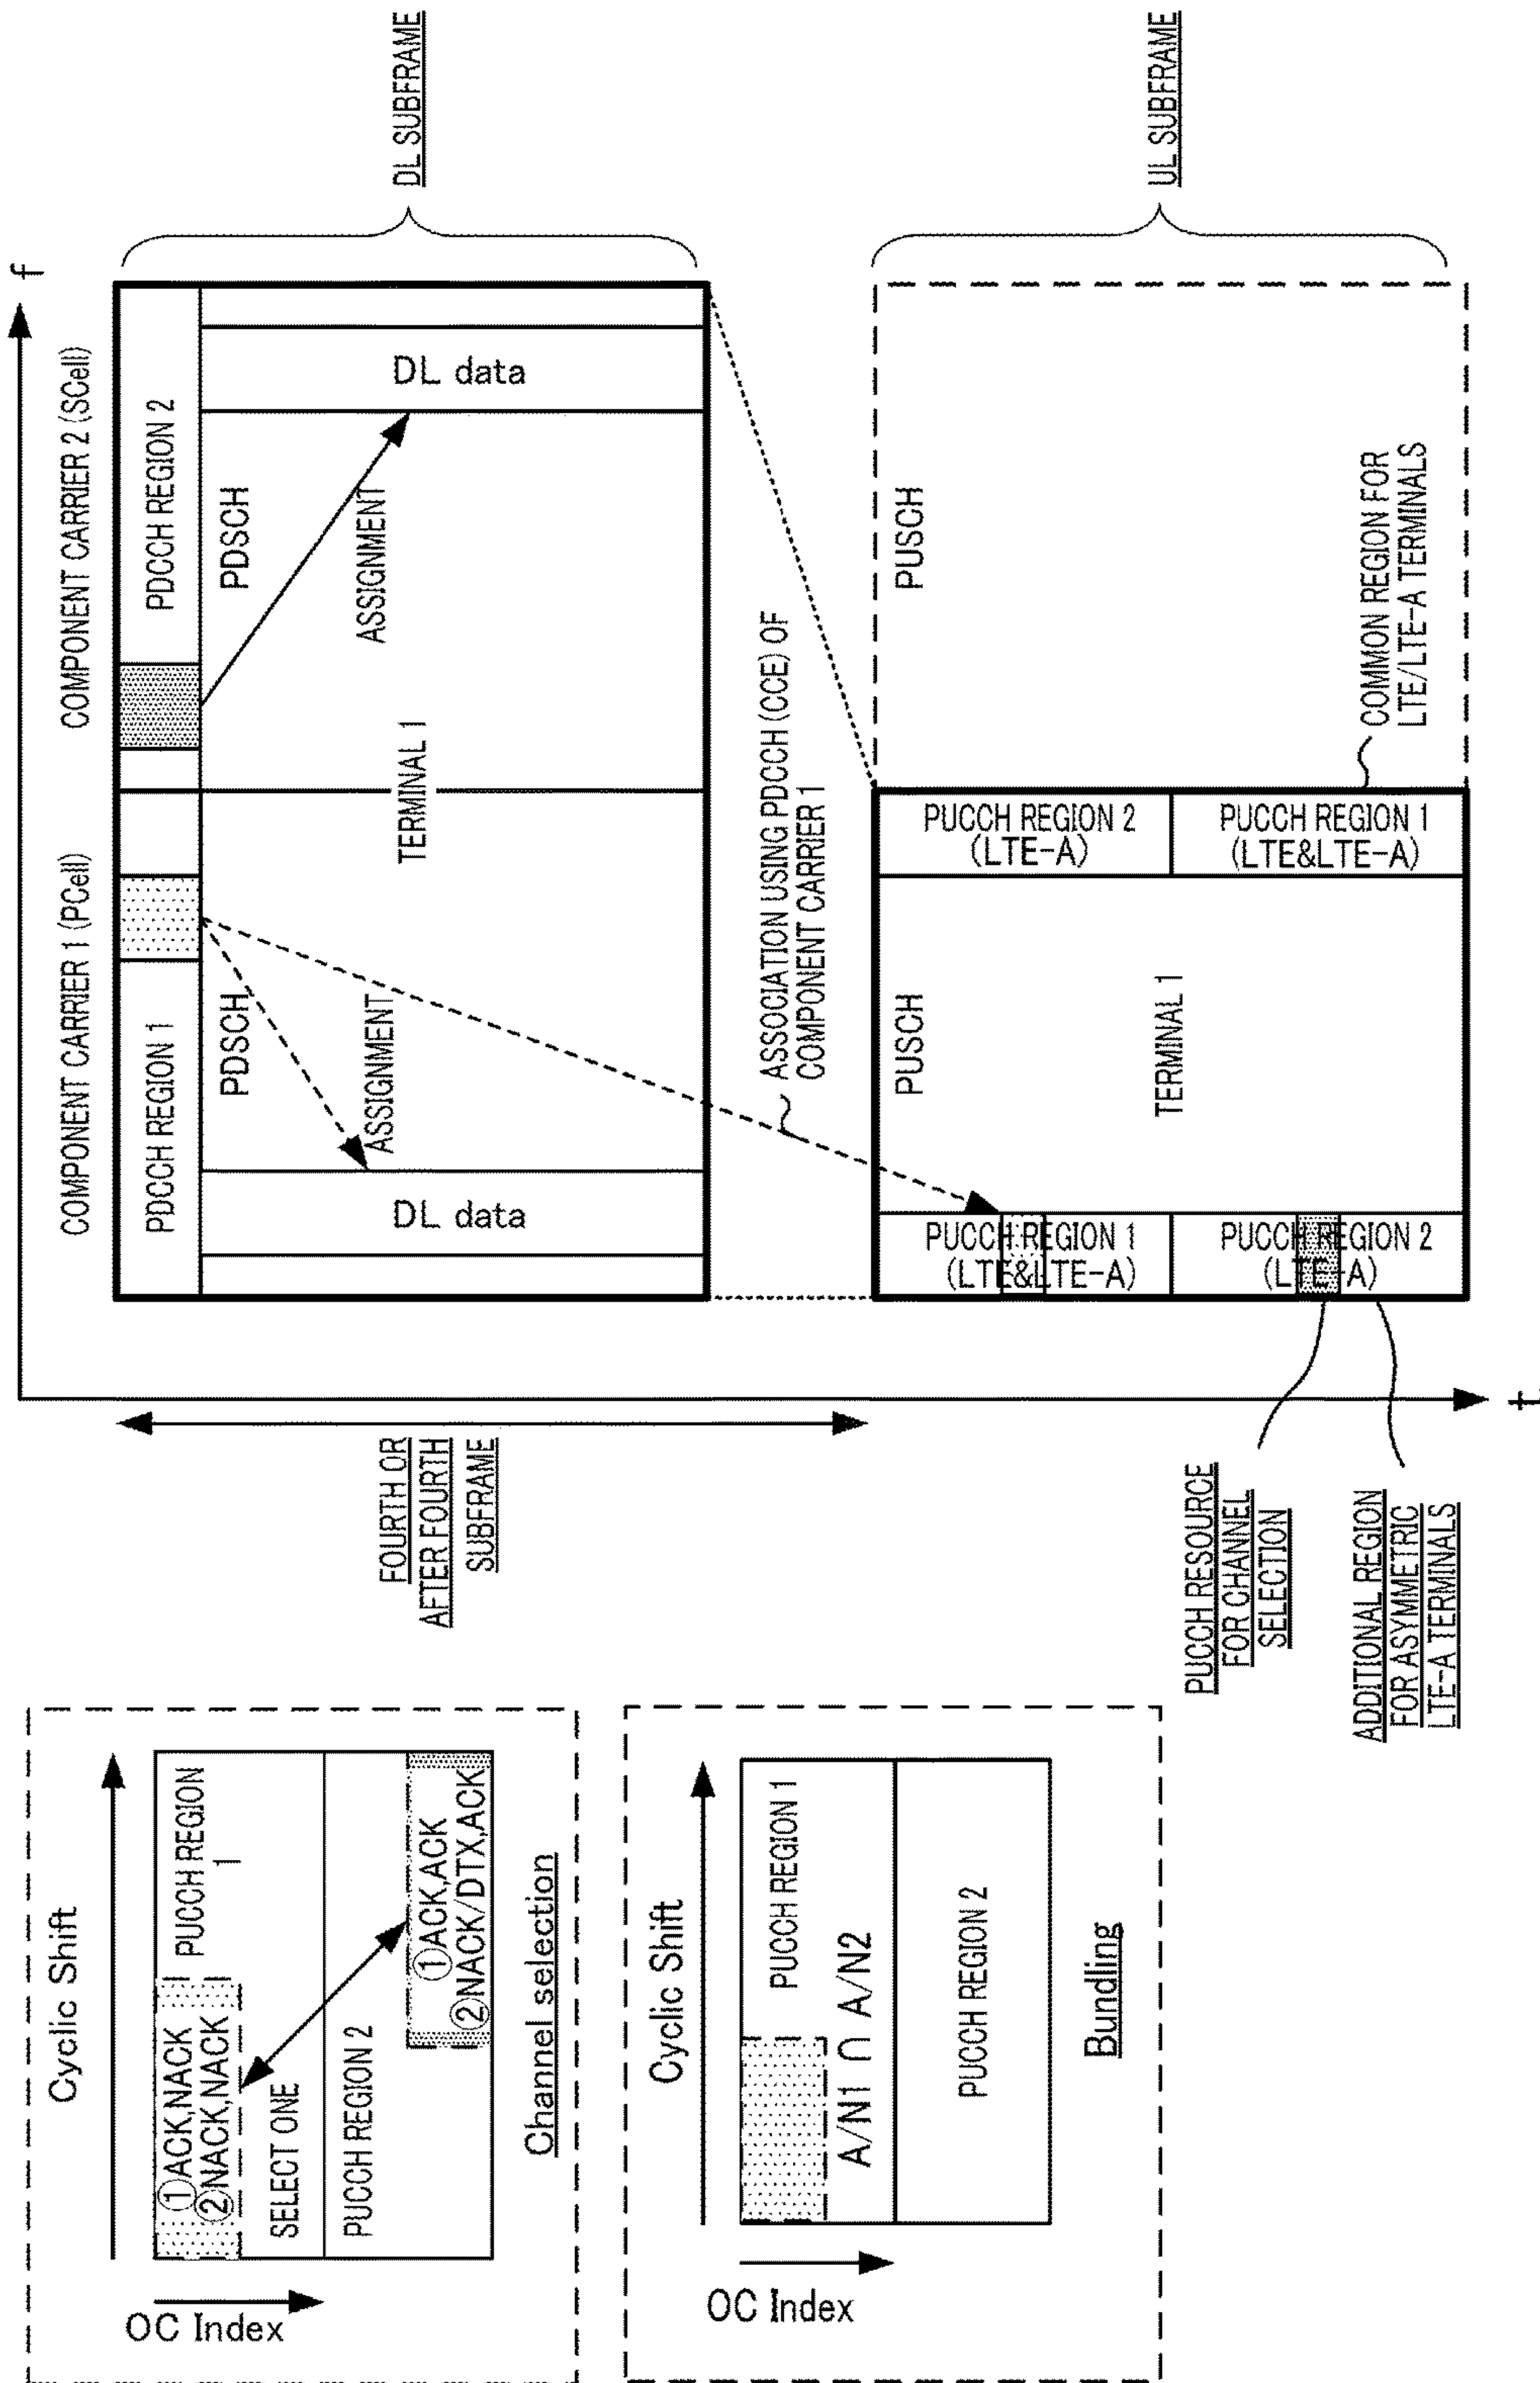 f
COMPONENT CARRIER 1 (PCell)
COMPONENT CARRIER 2 (SCell)
PDCCH REGION 1
PDCCH REGION 2
PDSCH
PDSCH
ASSIGNMENT
ASSIGNMENT
TERMINAL 1
DL data
DL data
DL SUBFRAME
FOURTH OR
AFTER FOURTH
SUBFRAME
ASSOCIATION USING PDCCH (CCE) OF
COMPONENT CARRIER 1
PUCCH REGION 1
(LTE&LTE-A)
PUSCH
PUCCH REGION 2
(LTE-A)
PUSCH
TERMINAL 1
PUCCH REGION 2
(LTE-A)
PUCCH REGION 1
(LTE&LTE-A)
UL SUBFRAME
COMMON REGION FOR
LTE/LTE-A TERMINALS
t
PUCCH RESOURCE
FOR CHANNEL
SELECTION
ADDITIONAL REGION
FOR ASYMMETRIC
LTE-A TERMINALS
Cyclic Shift
OC Index
①ACK,NACK
②NACK,NACK
PUCCH REGION
1
SELECT ONE
PUCCH REGION 2
①ACK,ACK
②NACK/DTX,ACK
Channel selection
Cyclic Shift
OC Index
PUCCH REGION 1
A/N1 ∩ A/N2
PUCCH REGION 2
Bundling